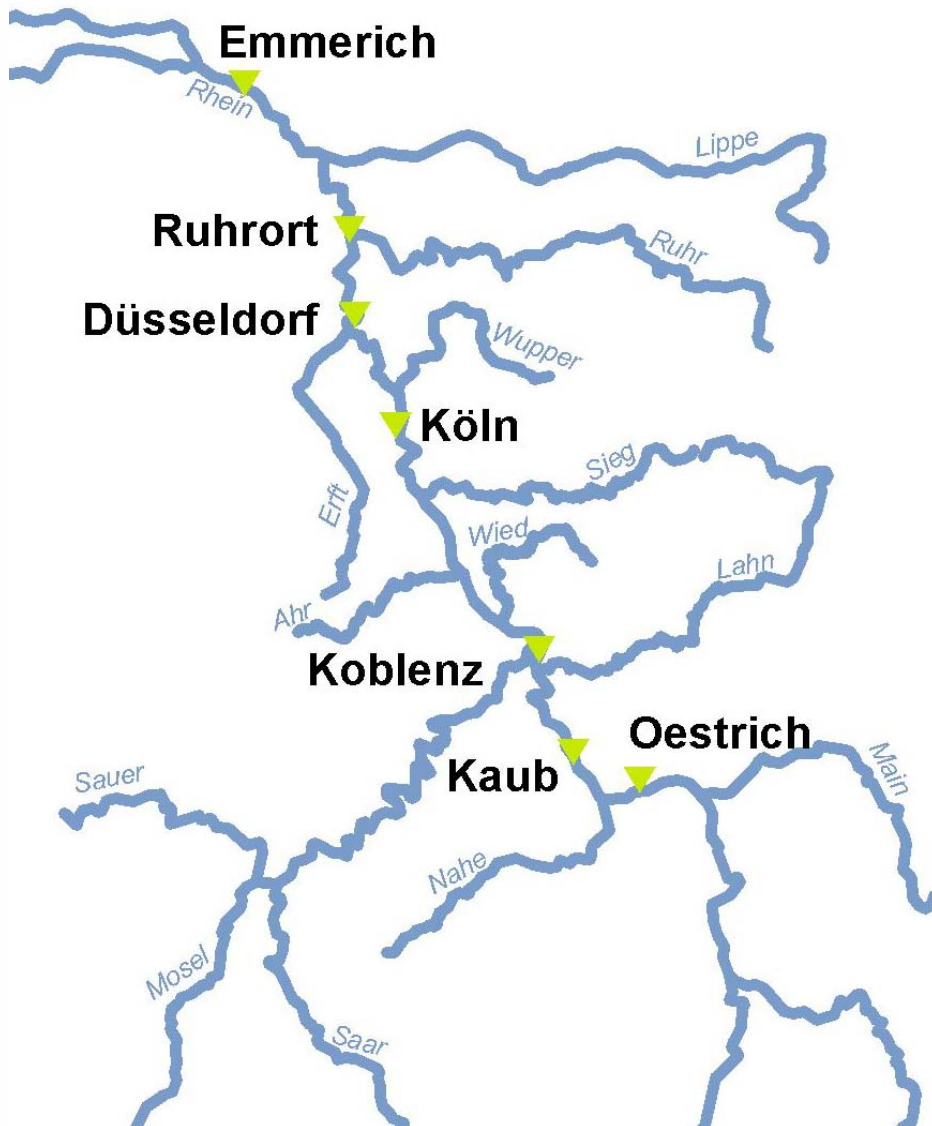 Emmerich
Rhein
Lippe
Ruhrort
Ruhr
Düsseldorf
Wupper
Köln
Sieg
Erft
Wied
Lahn
Ahr
Koblenz
Oestrich
Kaub
Main
Sauer
Nahe
Mosel
Saar